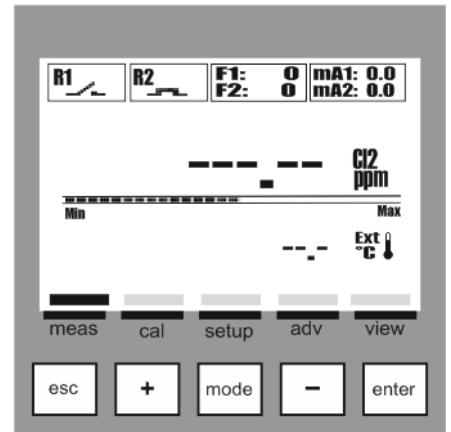 R1 R2 F1: 0 mA1: 0.0
F2: 0 mA2: 0.0
---.-- Cl2
ppm
Min Max
--.- Ext
°C
meas cal setup adv view
esc + mode - enter